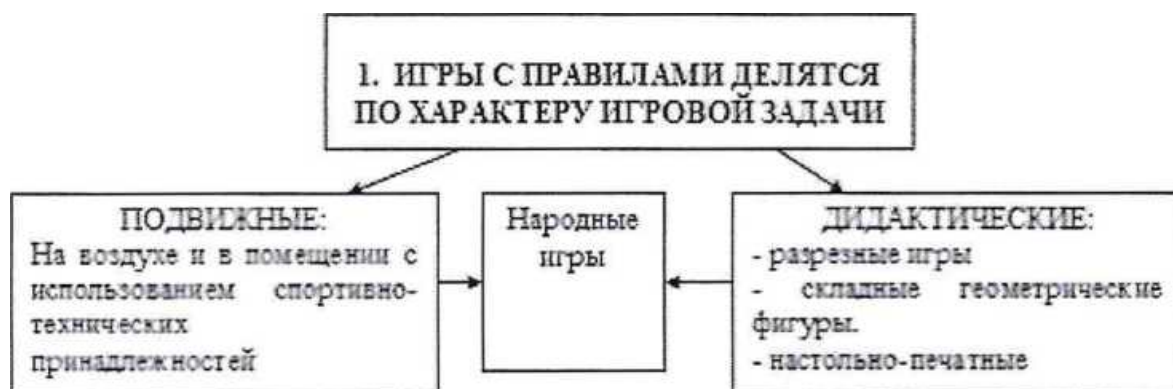 1. ИГРЫ С ПРАВИЛАМИ ДЕЛЯТСЯ
ПО ХАРАКТЕРУ ИГРОВОЙ ЗАДАЧИ
ПОДВИЖНЫЕ:
На воздухе и в помещении с
использованием спортивно-
технических
принадлежностей
Народные
игры
ДИДАКТИЧЕСКИЕ:
- разрезные игры
- складные геометрические
фигуры.
- настольно-печатные